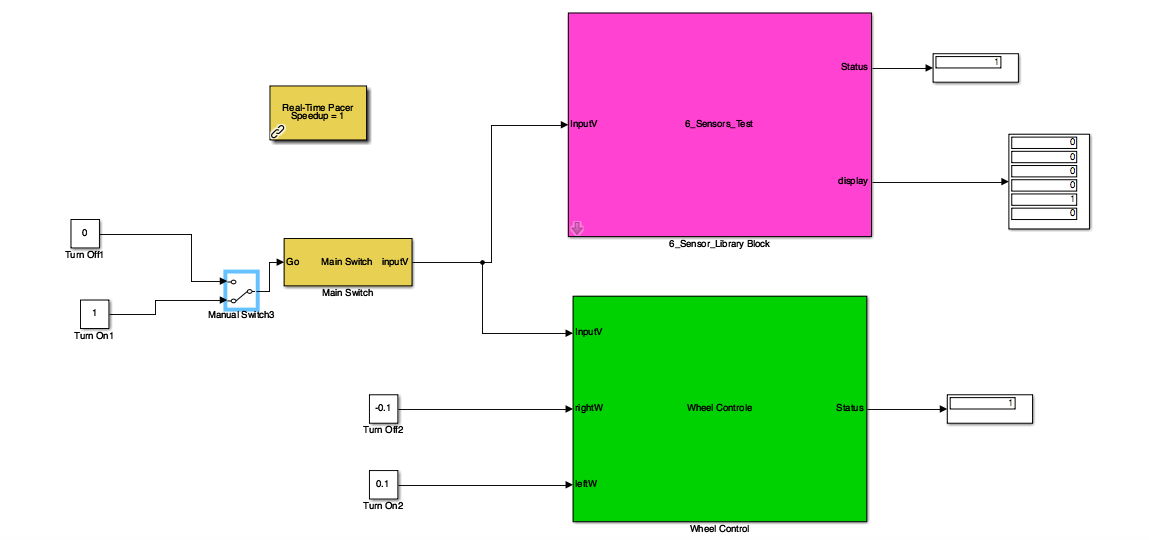 Status
1
Real-Time Pacer
Speedup = 1
InputV
6_Sensors_Test
display
0
0
0
0
1
0
0
Turn Off1
6_Sensor_Library Block
Go
Main Switch
inputV
Main Switch
1
Turn On1
Manual Switch3
InputV
-0.1
Turn Off2
rightW
Wheel Controle
Status
1
0.1
Turn On2
leftW
Wheel Control